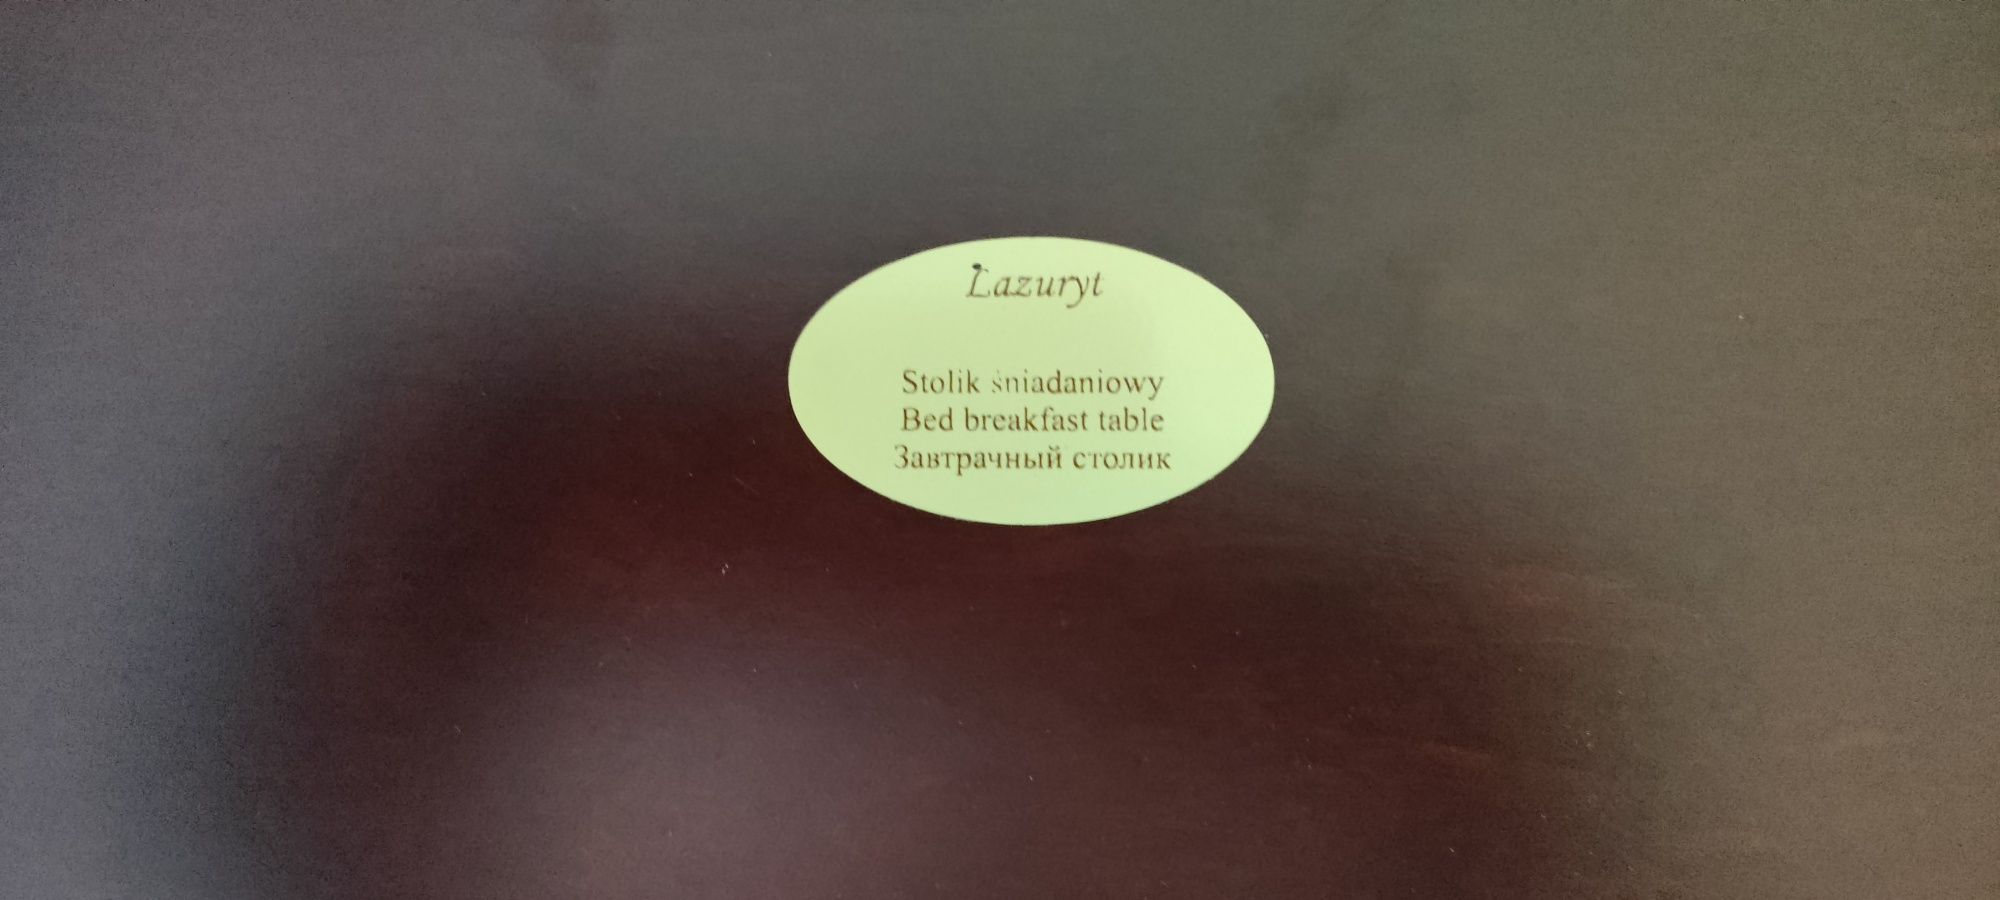 Lazuryt
Stolik śniadaniowy
Bed breakfast table
Завтрачный столик